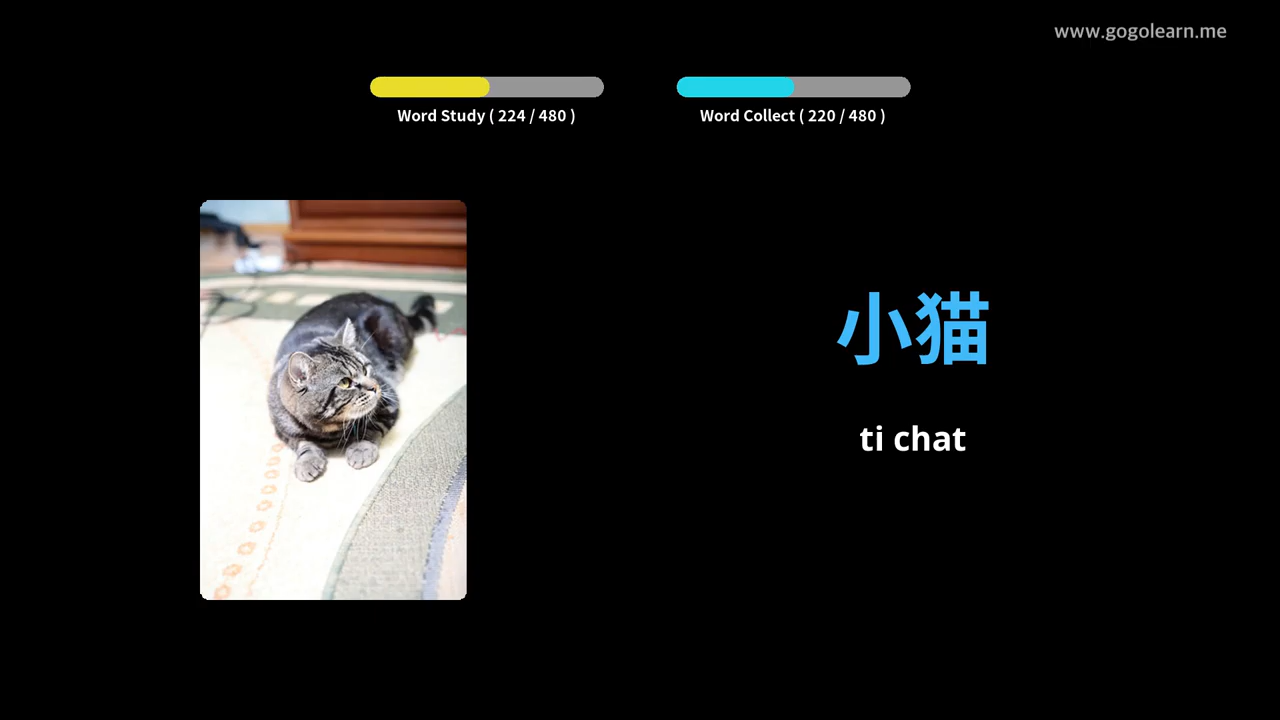 www.gogolearn.me
Word Study ( 224 / 480 )
Word Collect ( 220 / 480 )
小猫
ti chat